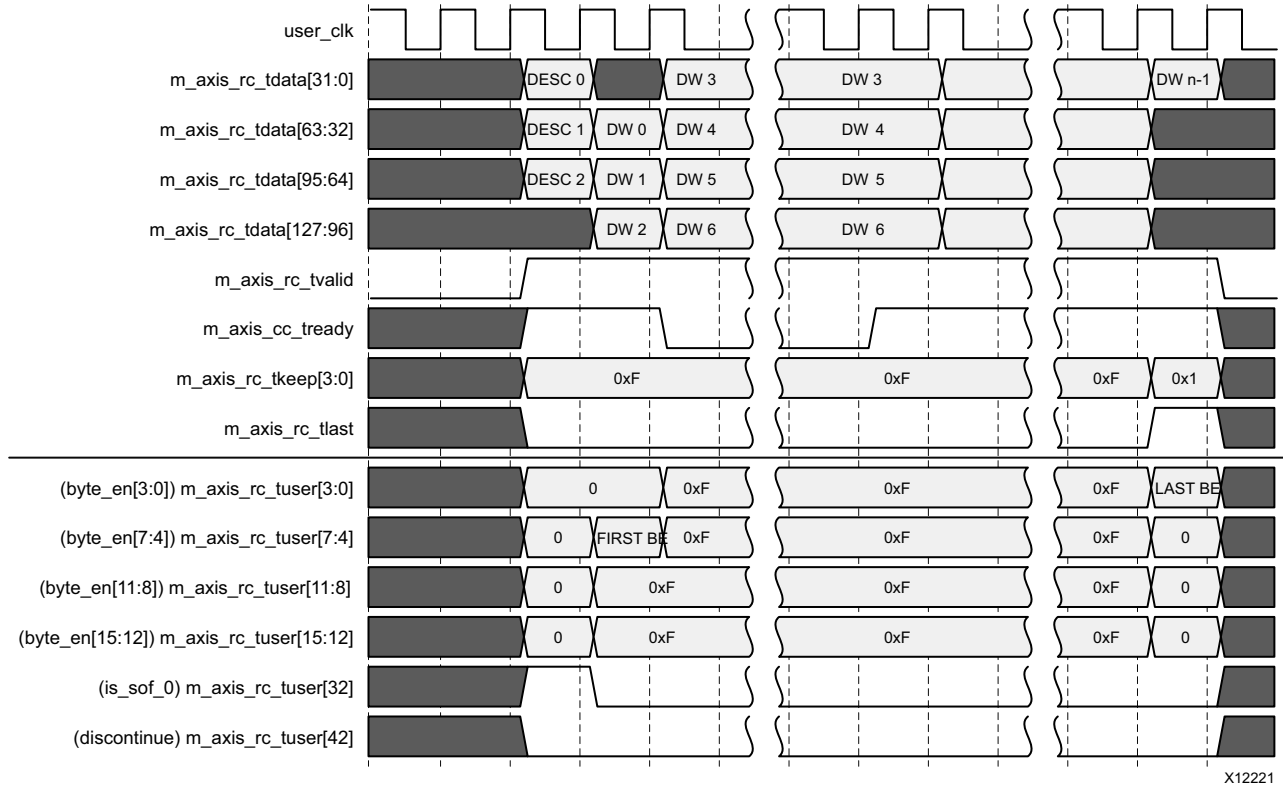 user_clk
m_axis_rc_tdata[31:0] DESC 0 DW 3 DW 3 DW n-1
m_axis_rc_tdata[63:32] DESC 1 DW 0 DW 4 DW 4
m_axis_rc_tdata[95:64] DESC 2 DW 1 DW 5 DW 5
m_axis_rc_tdata[127:96] DW 2 DW 6 DW 6
m_axis_rc_tvalid
m_axis_cc_tready
m_axis_rc_tkeep[3:0] 0xF 0xF 0xF 0x1
m_axis_rc_tlast
(byte_en[3:0]) m_axis_rc_tuser[3:0] 0 0xF 0xF 0xF LAST BE
(byte_en[7:4]) m_axis_rc_tuser[7:4] 0 FIRST BE 0xF 0xF 0xF 0
(byte_en[11:8]) m_axis_rc_tuser[11:8] 0 0xF 0xF 0xF 0
(byte_en[15:12]) m_axis_rc_tuser[15:12] 0 0xF 0xF 0xF 0
(is_sof_0) m_axis_rc_tuser[32]
(discontinue) m_axis_rc_tuser[42]
X12221